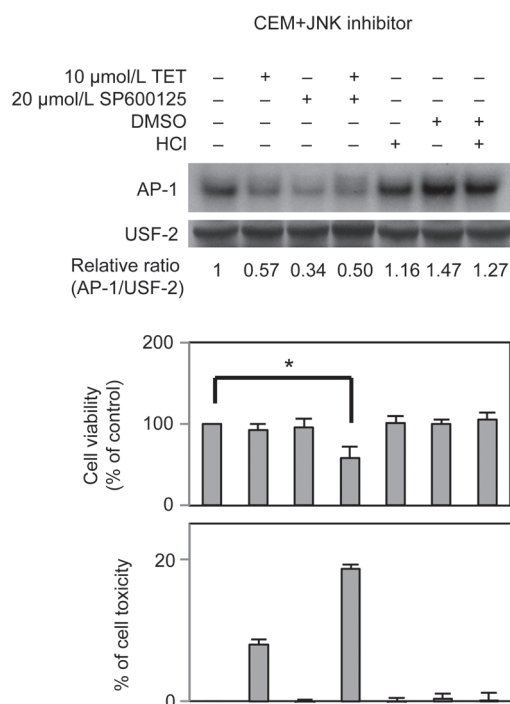 CEM+JNK inhibitor
10 µmol/L TET – + – + – – –
20 µmol/L SP600125 – – + + – – –
DMSO – – – – – + +
HCl – – – – + – +
AP-1
USF-2
Relative ratio 1 0.57 0.34 0.50 1.16 1.47 1.27
(AP-1/USF-2)
200
*
100
0
Cell viability
(% of control)
20
0
% of cell toxicity